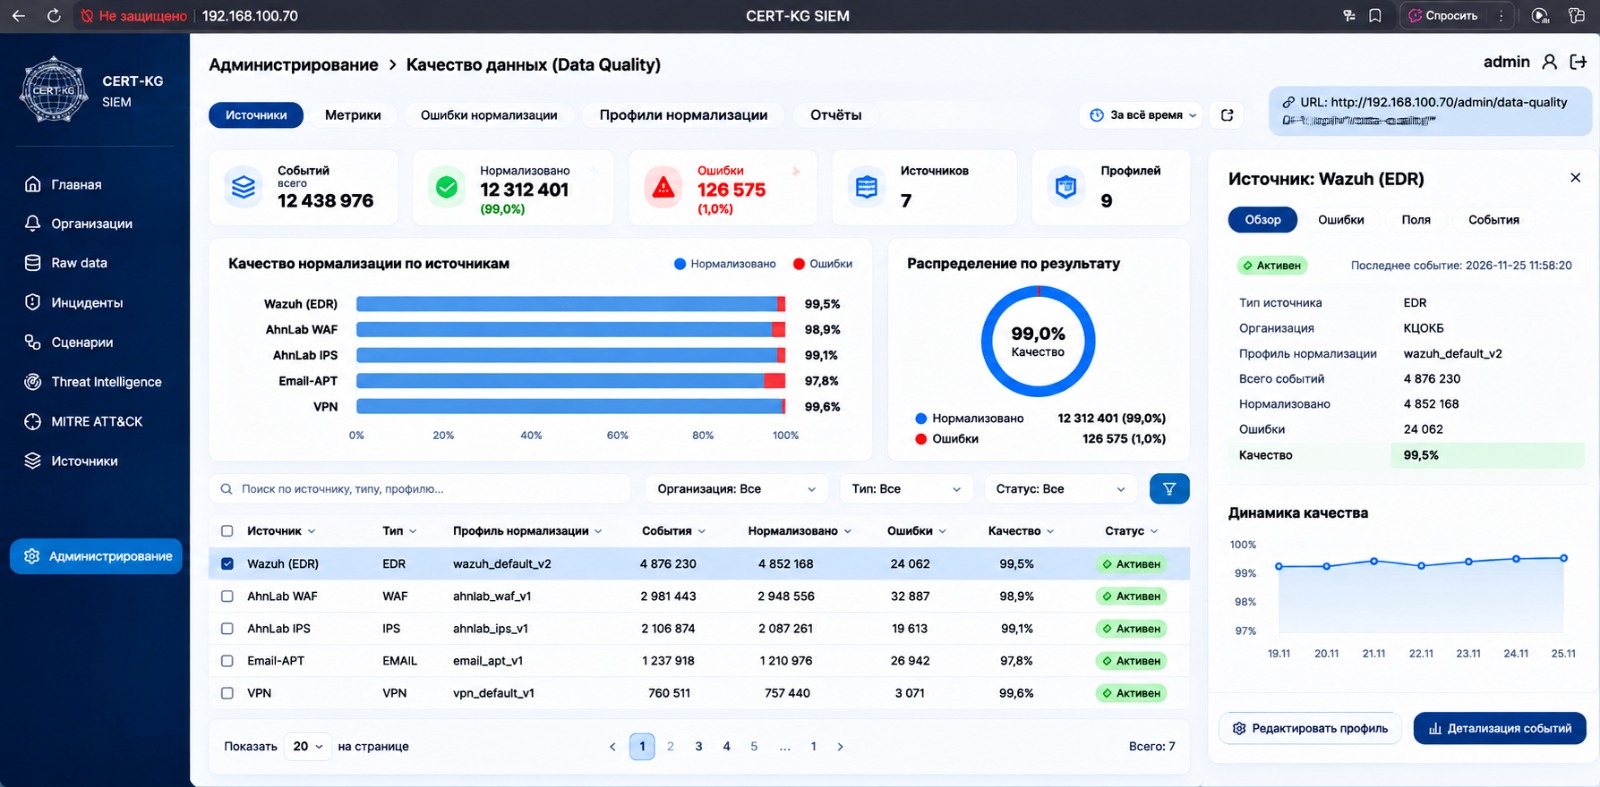 Не защищено 192.168.100.70 CERT-KG SIEM Спросить
CERT-KG
CERT-KG
SIEM
Главная
Организации
Raw data
Инциденты
Сценарии
Threat Intelligence
MITRE ATT&CK
Источники
Администрирование
Администрирование > Качество данных (Data Quality)
admin
Источники Метрики Ошибки нормализации Профили нормализации Отчёты За всё время
URL: http://192.168.100.70/admin/data-quality
Событий
всего
12 438 976
Нормализовано
12 312 401
(99,0%)
Ошибки
126 575
(1,0%)
Источников
7
Профилей
9
Качество нормализации по источникам
Нормализовано Ошибки
Wazuh (EDR) 99,5%
AhnLab WAF 98,9%
AhnLab IPS 99,1%
Email-APT 97,8%
VPN 99,6%
0% 20% 40% 60% 80% 100%
Распределение по результату
99,0%
Качество
Нормализовано 12 312 401 (99,0%)
Ошибки 126 575 (1,0%)
Поиск по источнику, типу, профилю... Организация: Все Тип: Все Статус: Все
Источник Тип Профиль нормализации События Нормализовано Ошибки Качество Статус
Wazuh (EDR) EDR wazuh_default_v2 4 876 230 4 852 168 24 062 99,5% Активен
AhnLab WAF WAF ahnlab_waf_v1 2 981 443 2 948 556 32 887 98,9% Активен
AhnLab IPS IPS ahnlab_ips_v1 2 106 874 2 087 261 19 613 99,1% Активен
Email-APT EMAIL email_apt_v1 1 237 918 1 210 976 26 942 97,8% Активен
VPN VPN vpn_default_v1 760 511 757 440 3 071 99,6% Активен
Показать 20 на странице < 1 2 3 4 5 ... 1 > Всего: 7
Источник: Wazuh (EDR)
Обзор Ошибки Поля События
Активен Последнее событие: 2026-11-25 11:58:20
Тип источника EDR
Организация КЦОКБ
Профиль нормализации wazuh_default_v2
Всего событий 4 876 230
Нормализовано 4 852 168
Ошибки 24 062
Качество 99,5%
Динамика качества
100%
99%
98%
97%
19.11 20.11 21.11 22.11 23.11 24.11 25.11
Редактировать профиль Детализация событий